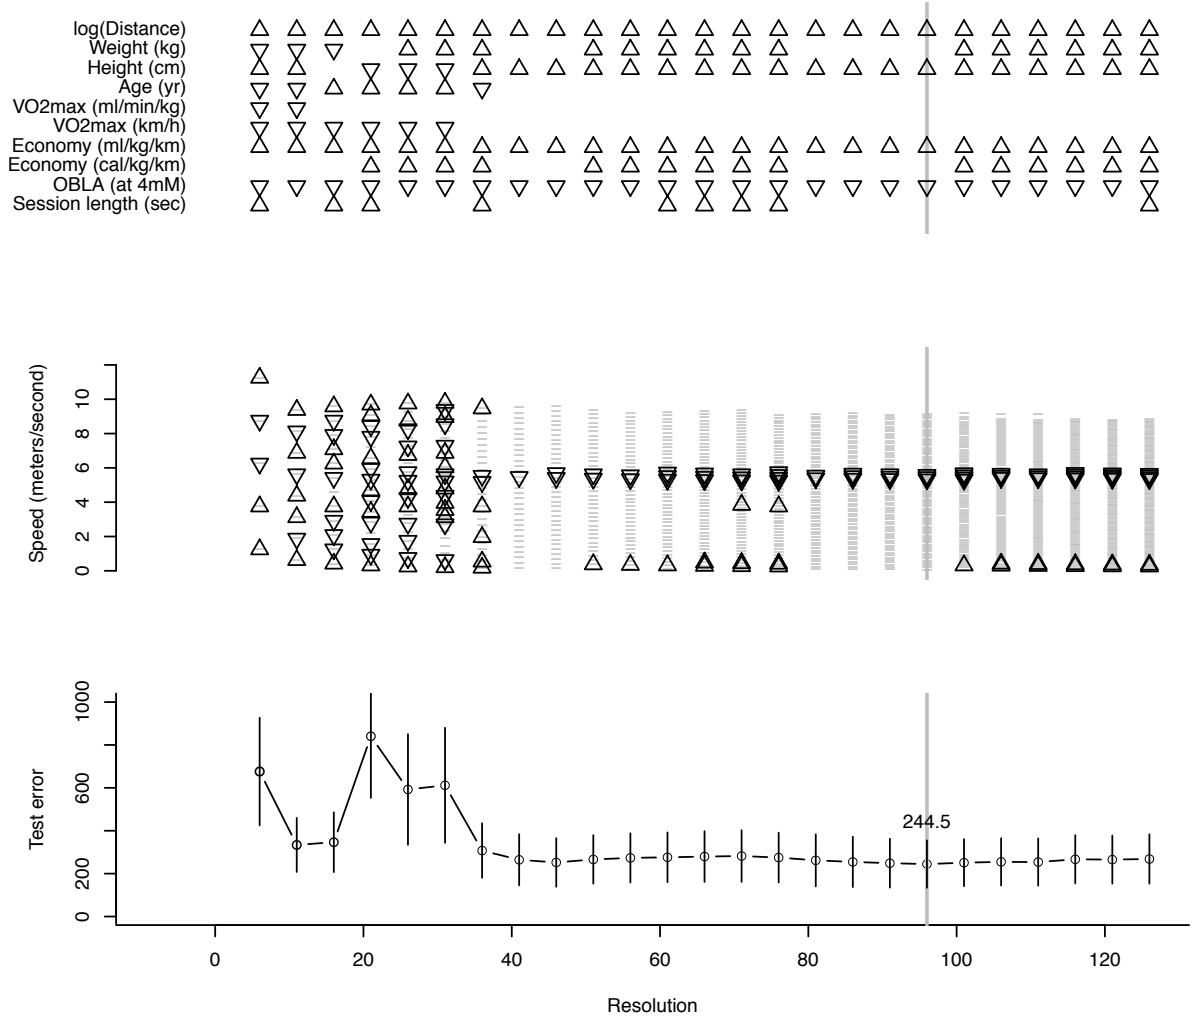 log(Distance)
Weight (kg)
Height (cm)
Age (yr)
VO2max (ml/min/kg)
VO2max (km/h)
Economy (ml/kg/km)
Economy (cal/kg/km)
OBLA (at 4mM)
Session length (sec)
Speed (meters/second)
10
8
6
4
2
0
Test error
1000
600
200
0
244.5
0 20 40 60 80 100 120
Resolution